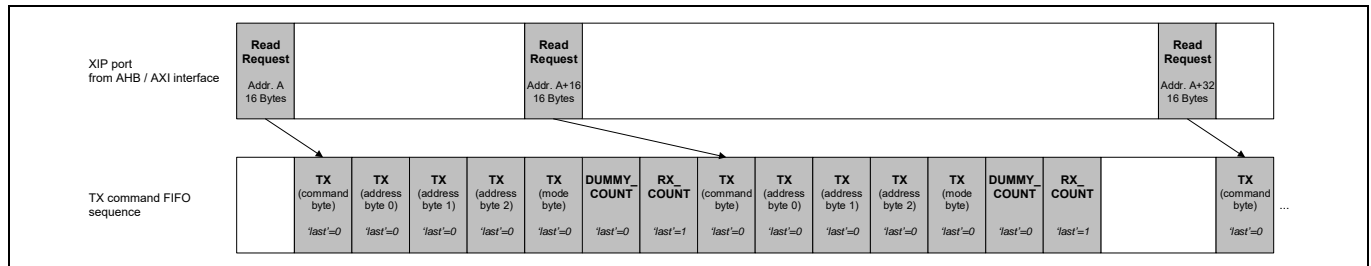 XIP port
from AHB / AXI interface
Read
Request
Addr. A
16 Bytes
Read
Request
Addr. A+16
16 Bytes
Read
Request
Addr. A+32
16 Bytes
TX command FIFO
sequence
TX
(command
byte)
'last'=0
TX
(address
byte 0)
'last'=0
TX
(address
byte 1)
'last'=0
TX
(address
byte 2)
'last'=0
TX
(mode
byte)
'last'=0
DUMMY_
COUNT
'last'=0
RX_
COUNT
'last'=1
TX
(command
byte)
'last'=0
TX
(address
byte 0)
'last'=0
TX
(address
byte 1)
'last'=0
TX
(address
byte 2)
'last'=0
TX
(mode
byte)
'last'=0
DUMMY_
COUNT
'last'=0
RX_
COUNT
'last'=1
TX
(command
byte)
'last'=0
...